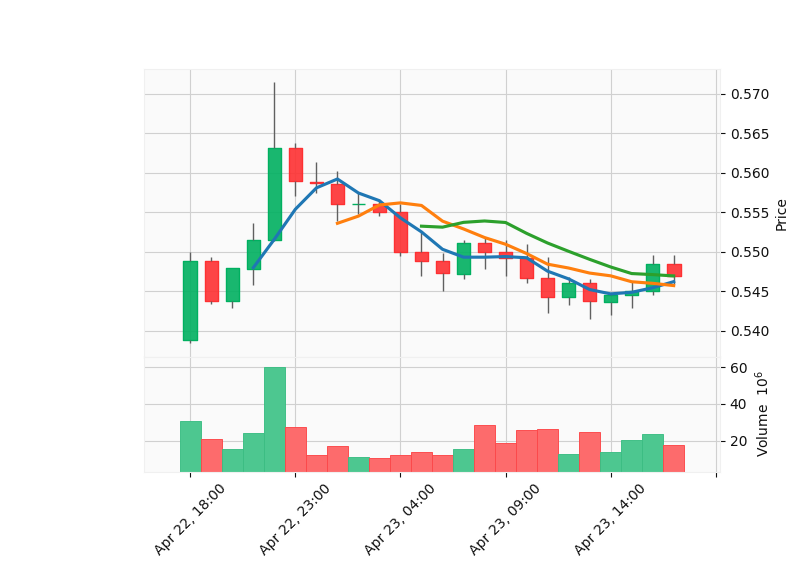 0.570
0.565
0.560
0.555
0.550
0.545
0.540
Price
60
40
20
Volume 10⁶
Apr 22, 18:00
Apr 22, 23:00
Apr 23, 04:00
Apr 23, 09:00
Apr 23, 14:00